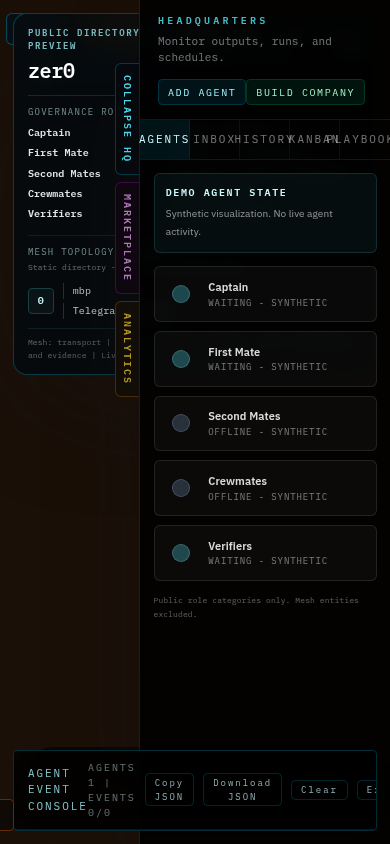 PUBLIC DIRECTORY
PREVIEW
zer0
GOVERNANCE RO
Captain
First Mate
Second Mates
Crewmates
Verifiers
MESH TOPOLOGY
Static directory -
0
mbp
Telegra
Mesh: transport |
and evidence | Liv
COLLAPSE HQ
MARKETPLACE
ANALYTICS
HEADQUARTERS
Monitor outputs, runs, and
schedules.
ADD AGENT
BUILD COMPANY
AGENTS
INBOX
HISTORY
KANBAN
PLAYBOOK
DEMO AGENT STATE
Synthetic visualization. No live agent
activity.
Captain
WAITING - SYNTHETIC
First Mate
WAITING - SYNTHETIC
Second Mates
OFFLINE - SYNTHETIC
Crewmates
OFFLINE - SYNTHETIC
Verifiers
WAITING - SYNTHETIC
Public role categories only. Mesh entities
excluded.
AGENT
EVENT
CONSOLE
AGENTS
1 |
EVENTS
0/0
Copy
JSON
Download
JSON
Clear